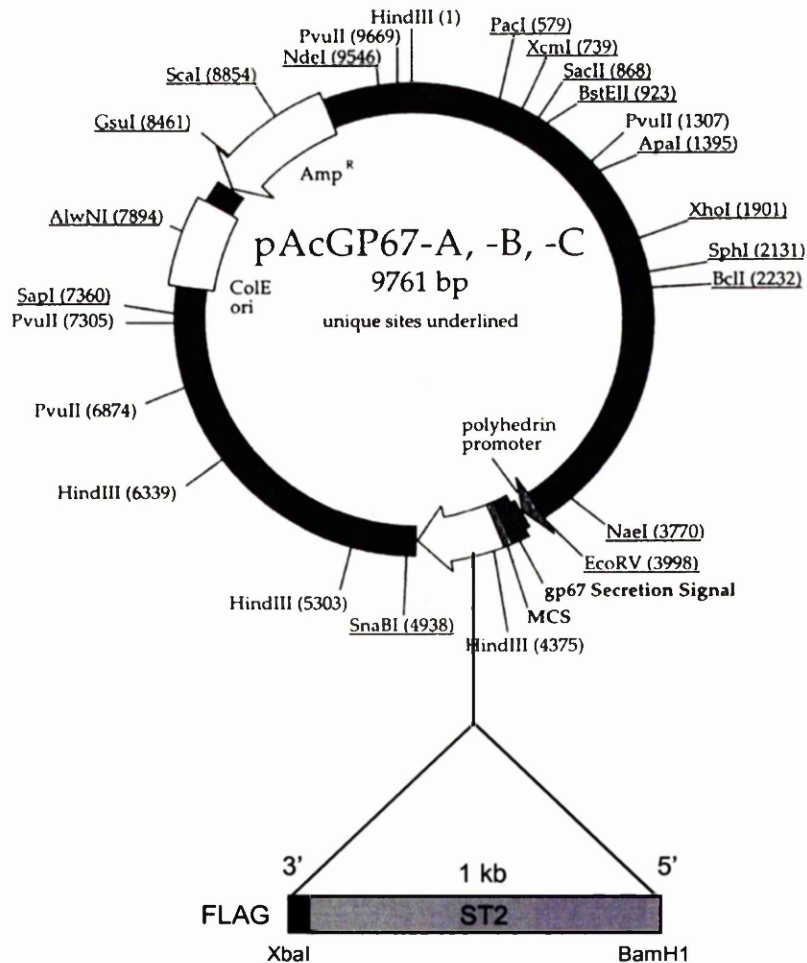 HindIII (1)
PvuII (9669)
NdeI (9546)
ScaI (8854)
GsuI (8461)
AlwNI (7894)
SapI (7360)
PvuII (7305)
PvuII (6874)
HindIII (6339)
HindIII (5303)
SnaBI (4938)
PacI (579)
XcmI (739)
SacII (868)
BstEII (923)
PvuII (1307)
ApaI (1395)
XhoI (1901)
SphI (2131)
BclI (2232)
NaeI (3770)
EcoRV (3998)
gp67 Secretion Signal
MCS
HindIII (4375)
Amp R
ColE
ori
pAcGP67-A, -B, -C
9761 bp
unique sites underlined
polyhedrin
promoter
3’ 1 kb 5’
FLAG ST2
XbaI BamH1